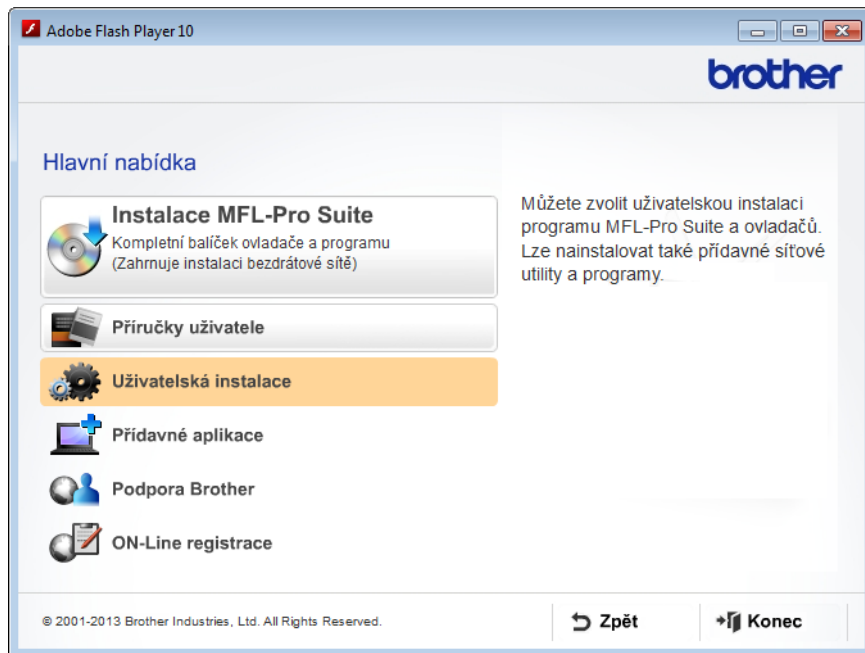 Adobe Flash Player 10
brother
Hlavní nabídka
Instalace MFL-Pro Suite
Kompletní balíček ovladače a programu
(Zahrnuje instalaci bezdrátové sítě)
Můžete zvolit uživatelskou instalaci
programu MFL-Pro Suite a ovladačů.
Lze nainstalovat také přídavné síťové
utility a programy.
Příručky uživatele
Uživatelská instalace
Přídavné aplikace
Podpora Brother
ON-Line registrace
© 2001-2013 Brother Industries, Ltd. All Rights Reserved.
Zpět
Konec